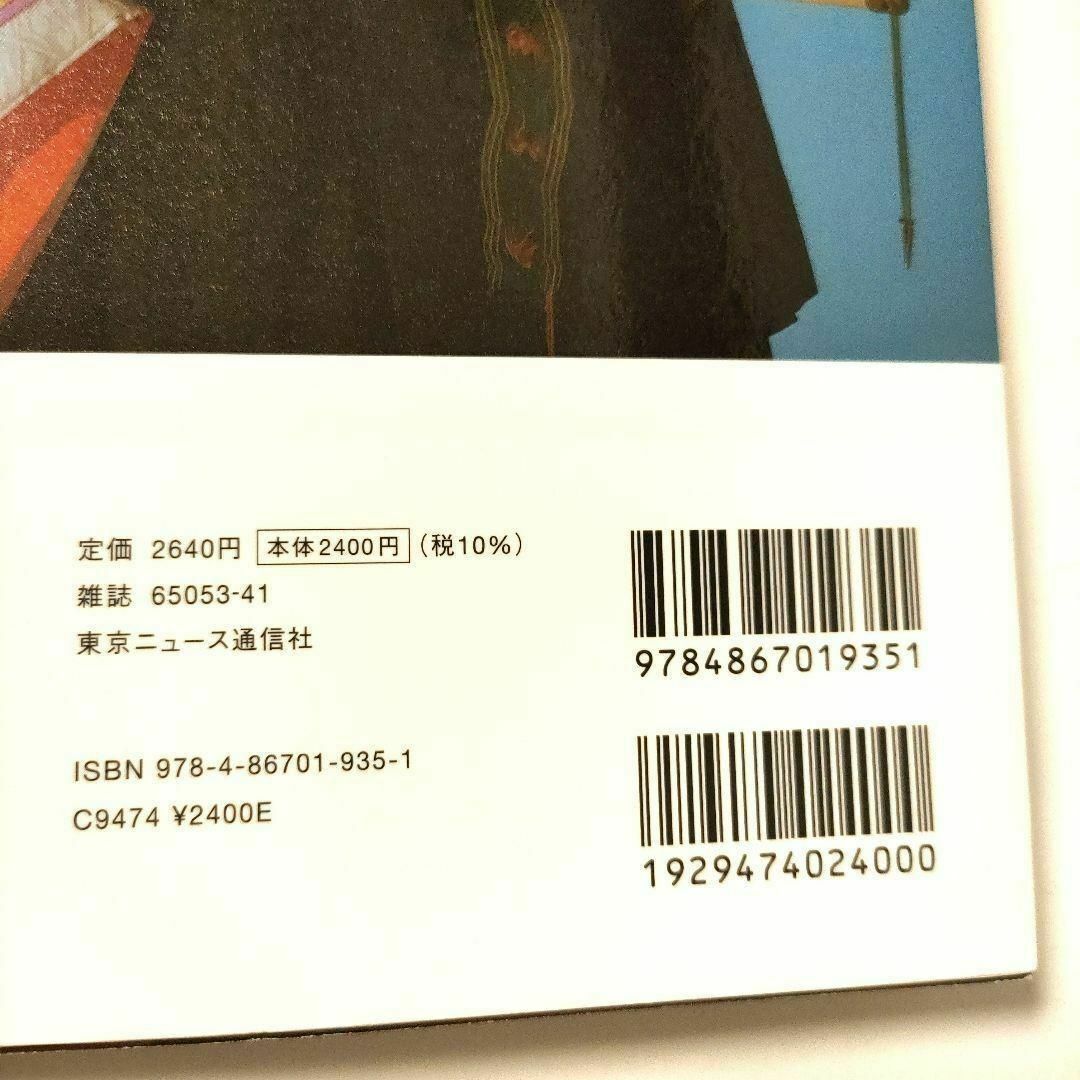 定価 2640円 本体2400円 (税10%)
雑誌 65053-41
東京ニュース通信社
9784867019351
ISBN 978-4-86701-935-1
C9474 ¥2400E
1929474024000